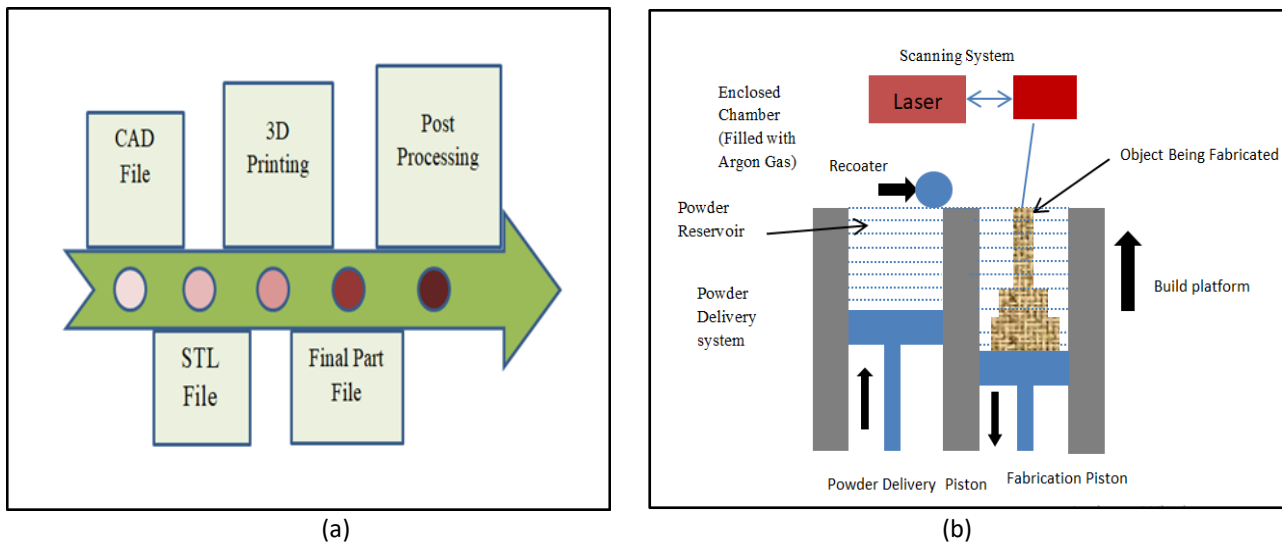 CAD
File
3D
Printing
Post
Processing
STL
File
Final Part
File
(a)
Scanning System
Laser
Enclosed
Chamber
(Filled with
Argon Gas)
Recoater
Object Being Fabricated
Powder
Reservoir
Build platform
Powder
Delivery
system
Powder Delivery Piston
Fabrication Piston
(b)